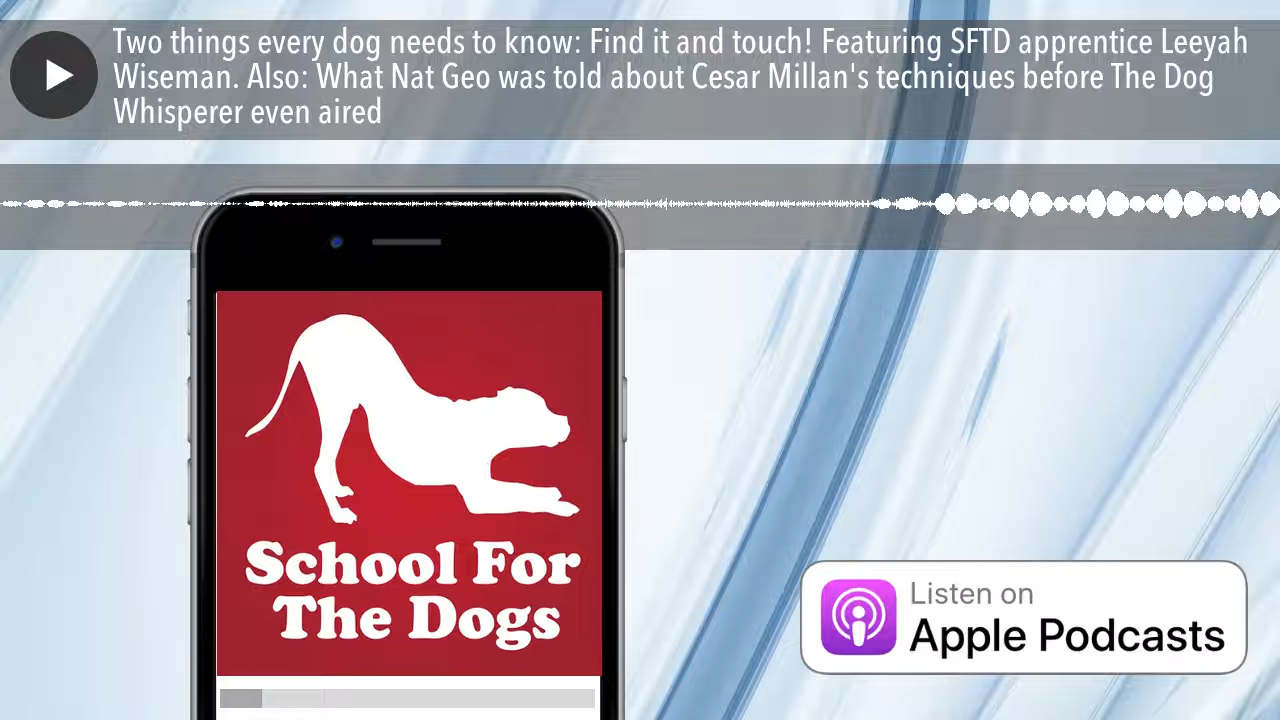 Two things every dog needs to know: Find it and touch! Featuring SFTD apprentice Leeyah
Wiseman. Also: What Nat Geo was told about Cesar Millan's techniques before The Dog
Whisperer even aired
School For
The Dogs
Listen on
Apple Podcasts